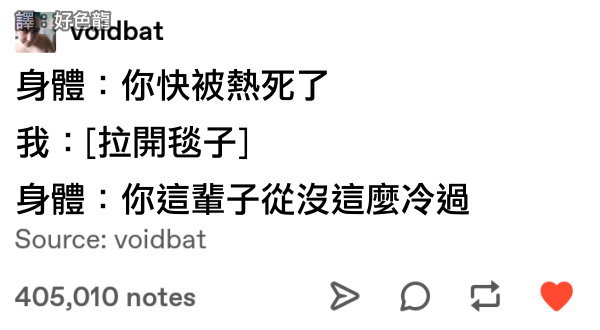 譯：好色龍
voidbat
身體：你快被熱死了
我：[拉開毯子]
身體：你這輩子從沒這麼冷過
Source: voidbat
405,010 notes